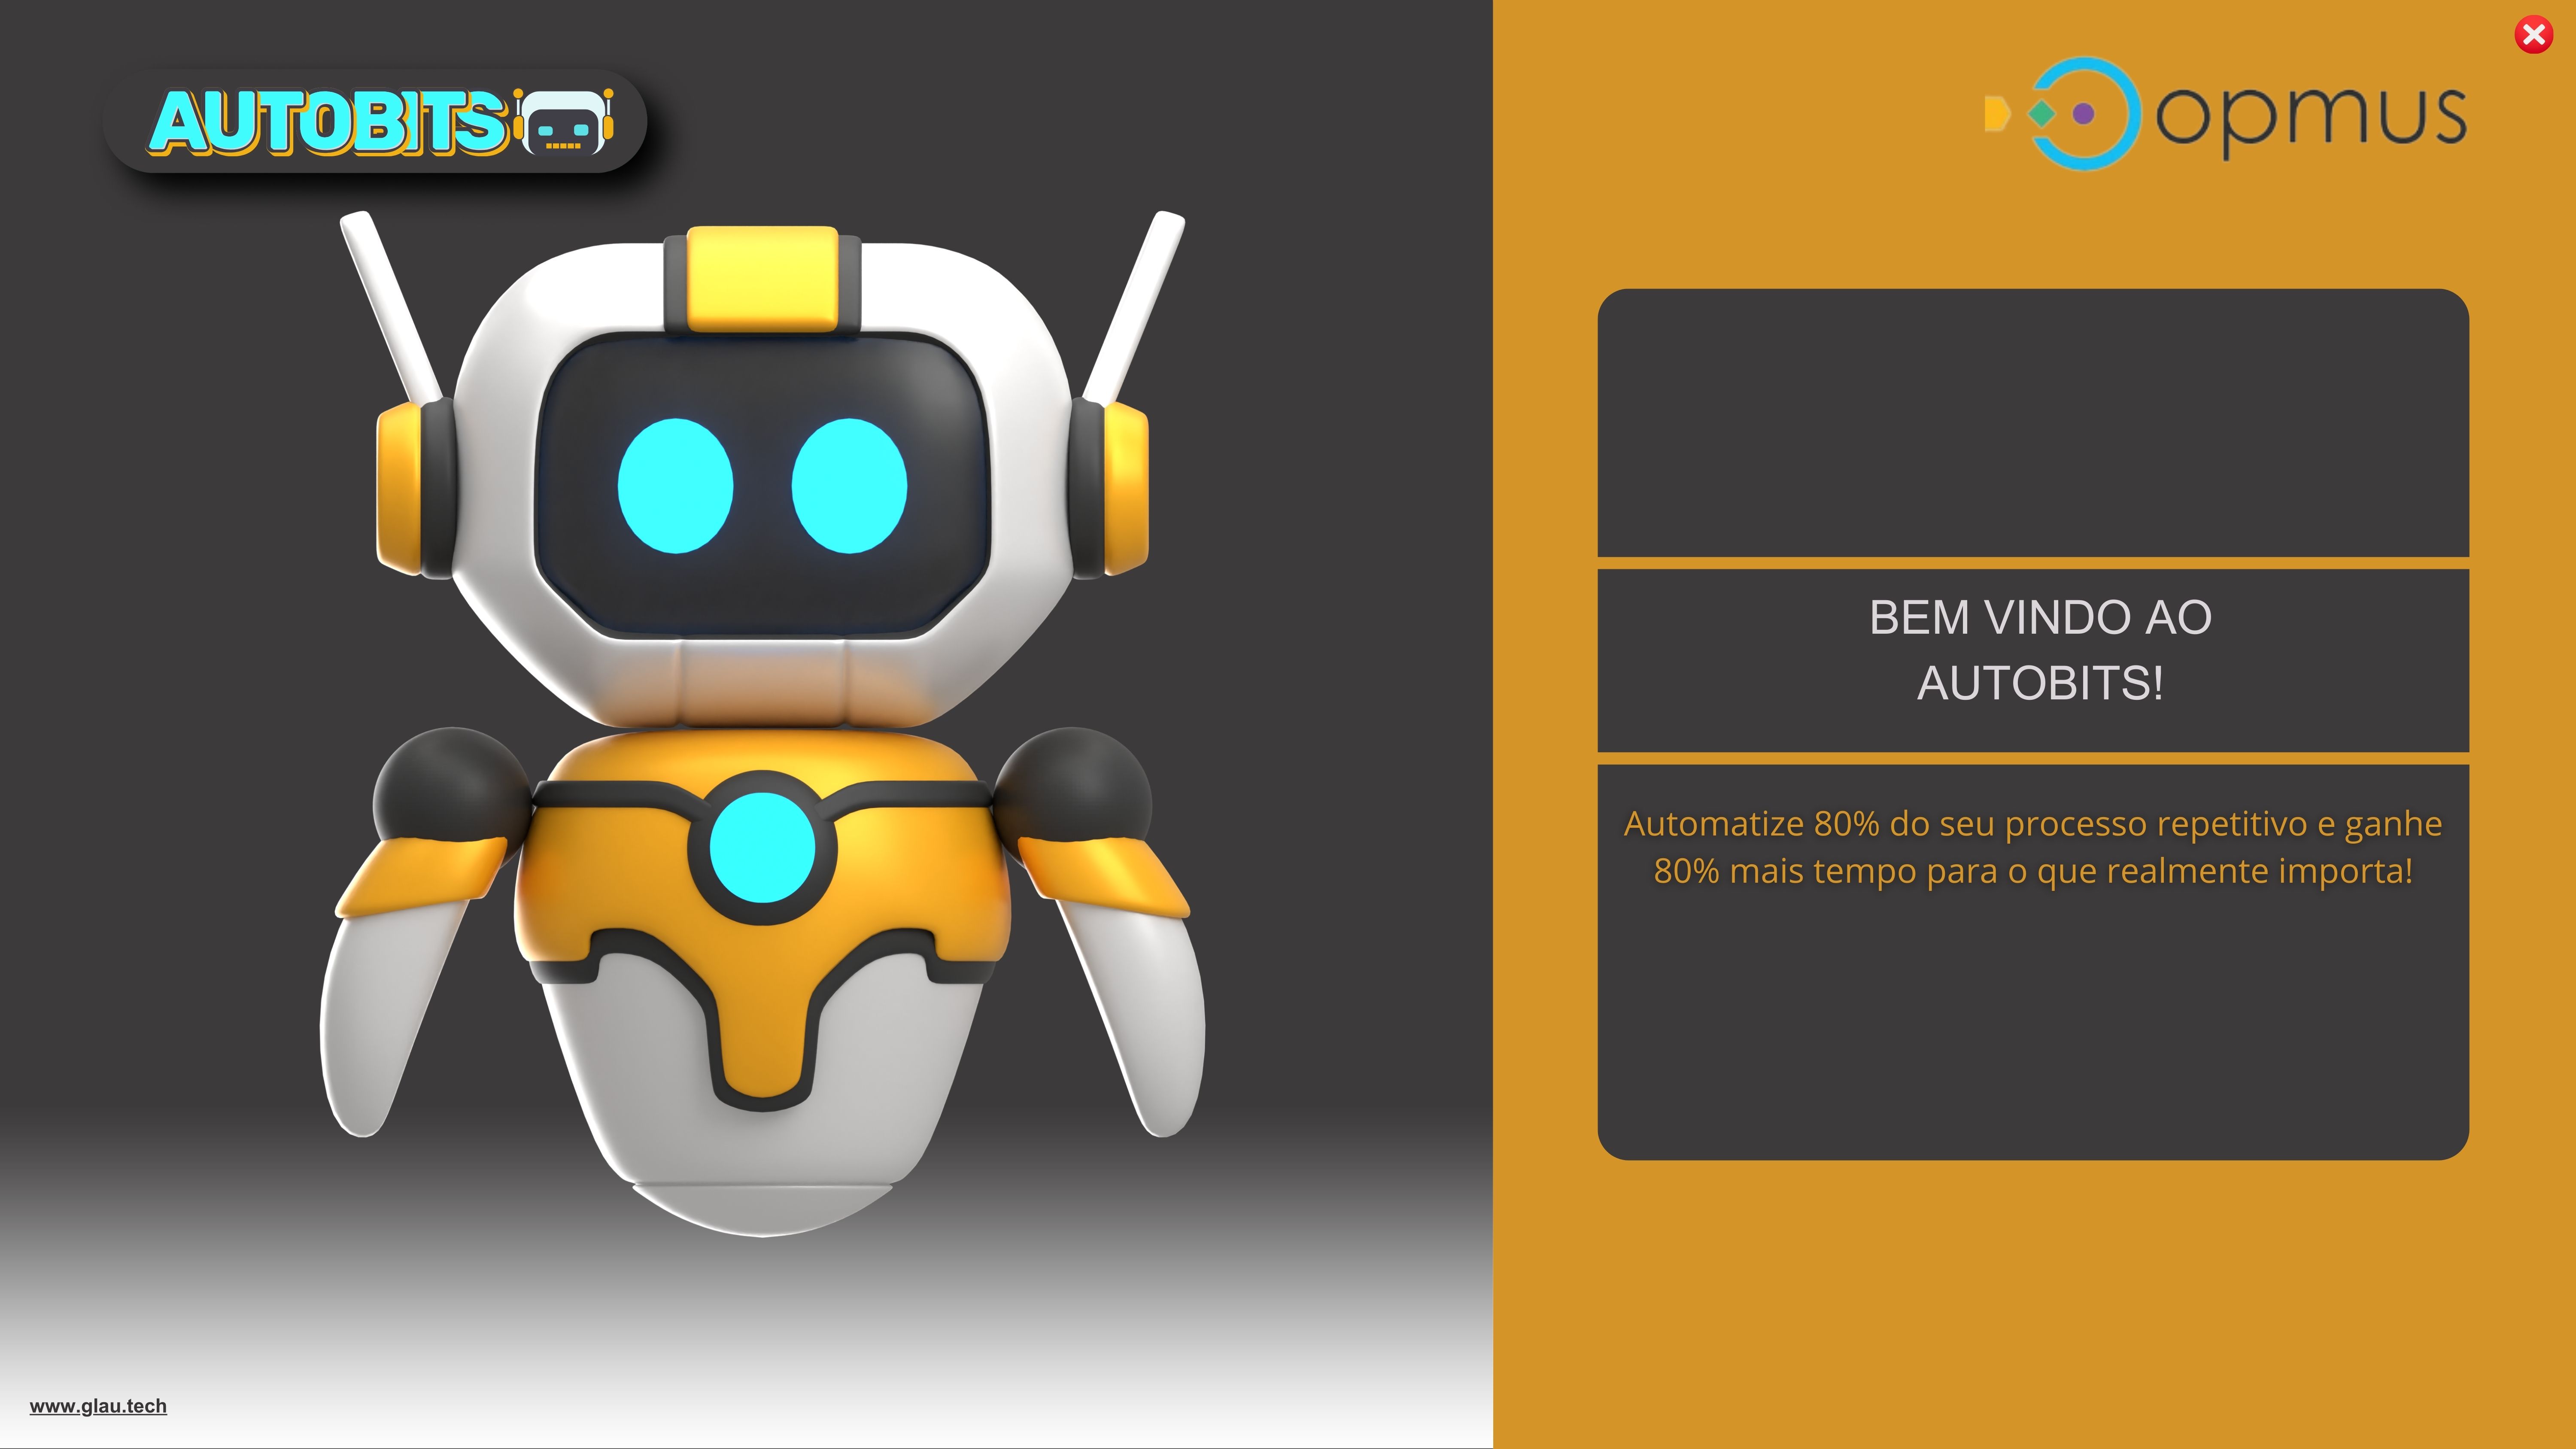 AUTOBITS
opmus
BEM VINDO AO
AUTOBITS!
Automatize 80% do seu processo repetitivo e ganhe
80% mais tempo para o que realmente importa!
www.glau.tech